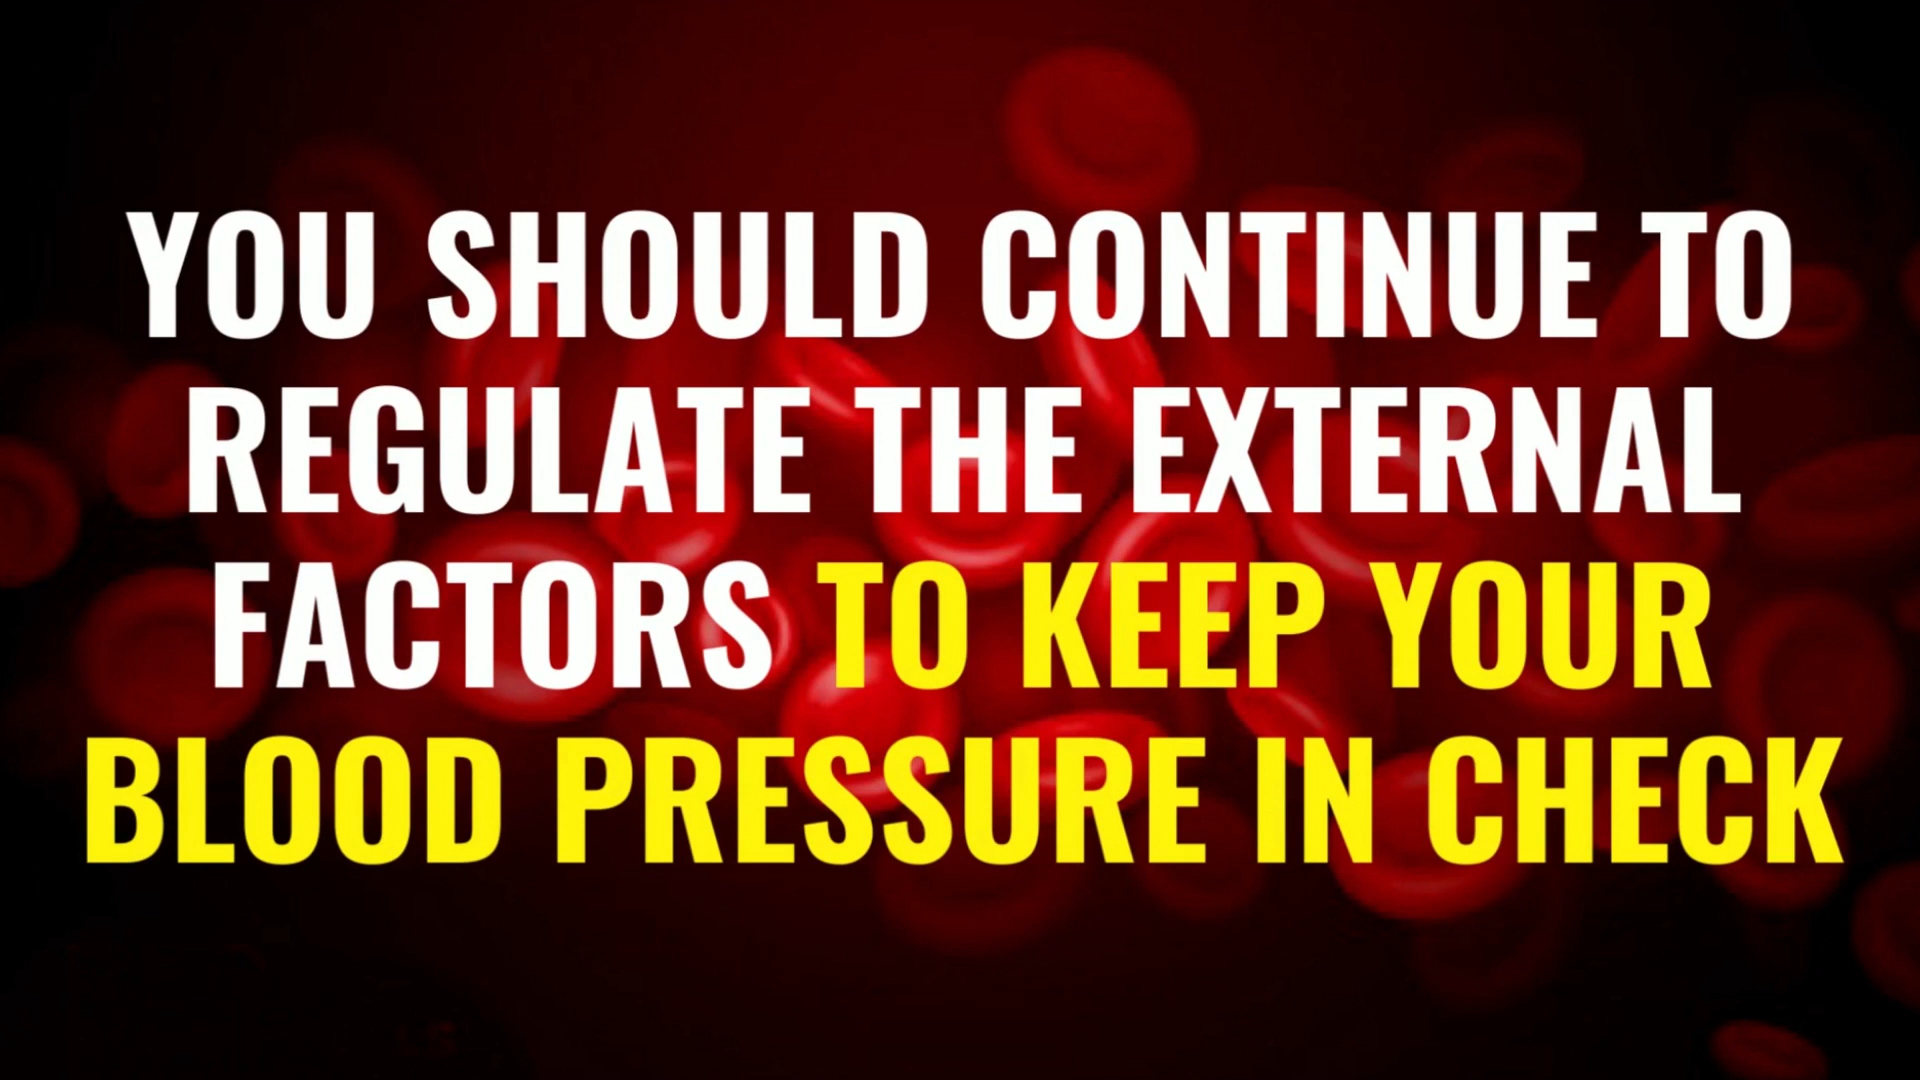 YOU SHOULD CONTINUE TO
REGULATE THE EXTERNAL
FACTORS TO KEEP YOUR
BLOOD PRESSURE IN CHECK